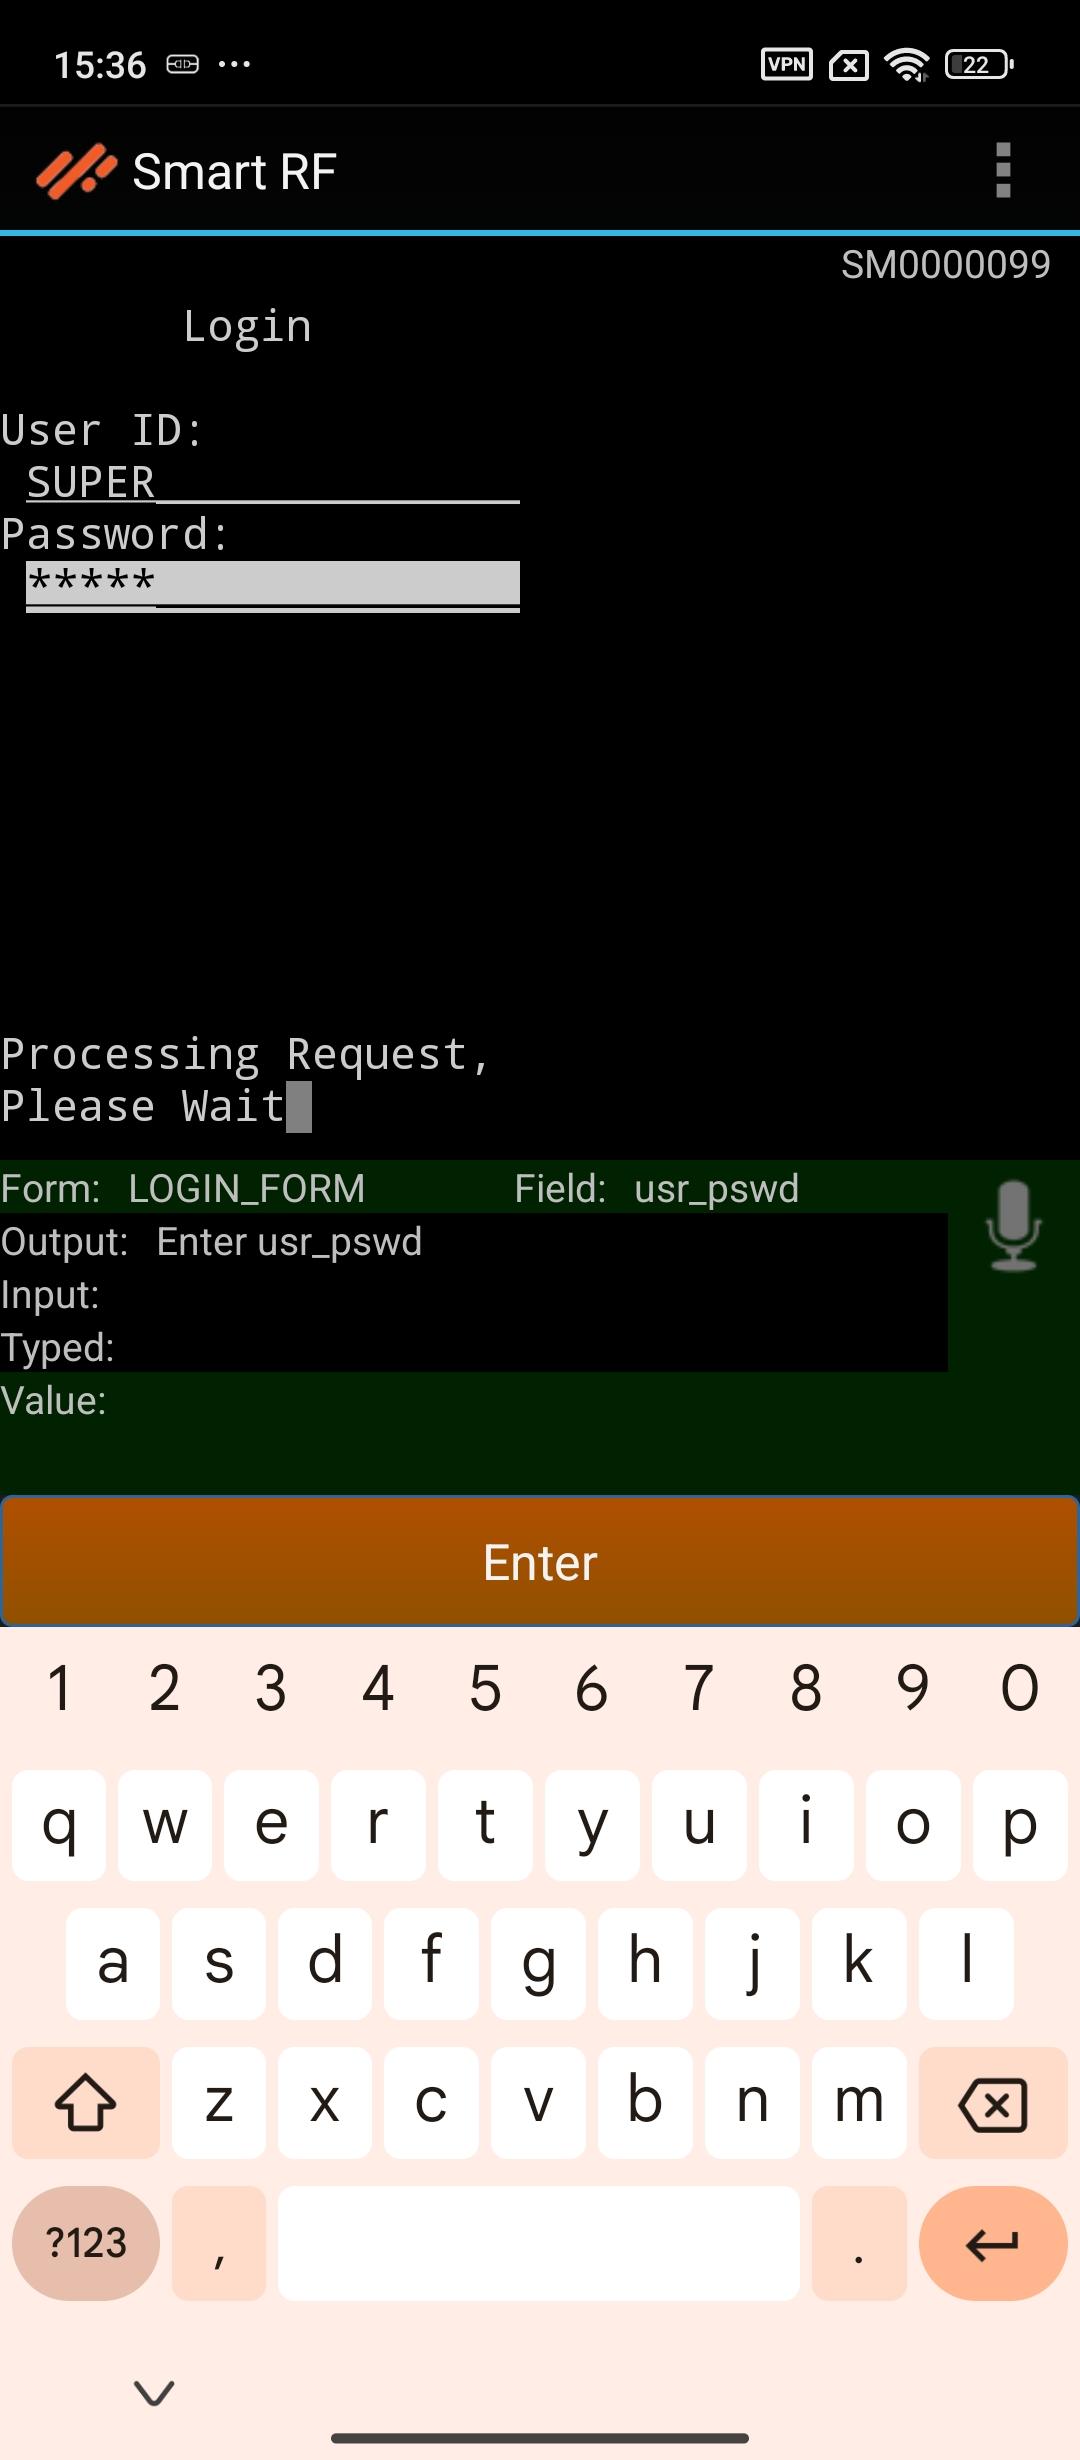 15:36
VPN
22
Smart RF
SM0000099
Login
User ID:
SUPER
Password:
*****
Processing Request,
Please Wait
Form: LOGIN_FORM Field: usr_pswd
Output: Enter usr_pswd
Input:
Typed:
Value:
Enter
1 2 3 4 5 6 7 8 9 0
q w e r t y u i o p
a s d f g h j k l
z x c v b n m
?123 , .